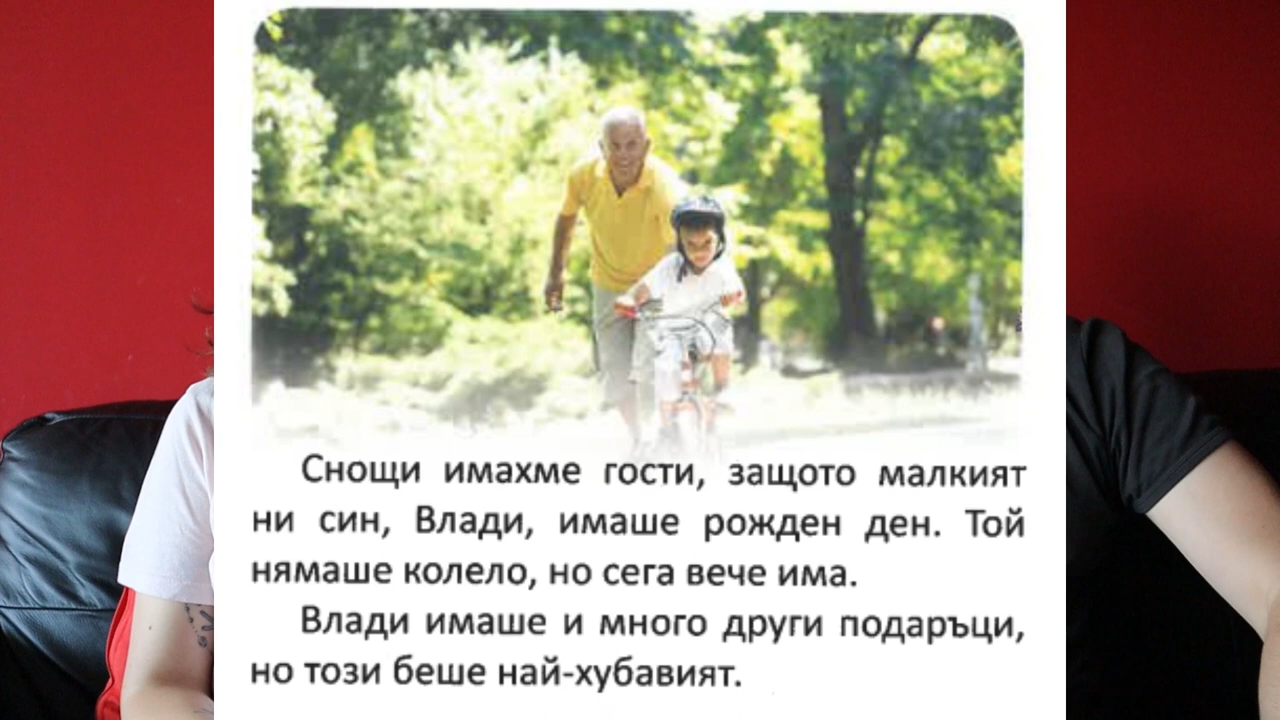 Снощи имахме гости, защото малкият
ни син, Влади, имаше рожден ден. Той
нямаше колело, но сега вече има.
Влади имаше и много други подаръци,
но този беше най-хубавият.